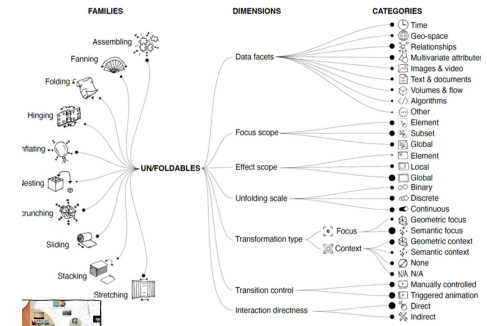 FAMILIES
Assembling
Fanning
Folding
Hinging
nflating
Nesting
crunching
Sliding
Stacking
Stretching
UN/FOLDABLES
DIMENSIONS
Data facets
Focus scope
Effect scope
Unfolding scale
Transformation type
Focus
Context
Transition control
Interaction directness
CATEGORIES
Time
Geo-space
Relationships
Multivariate attributes
Images & video
Text & documents
Volumes & flow
Algorithms
Other
Element
Subset
Global
Element
Local
Global
Binary
Discrete
Continuous
Geometric focus
Semantic focus
Geometric context
Semantic context
None
N/A N/A
Manually controlled
Triggered animation
Direct
Indirect